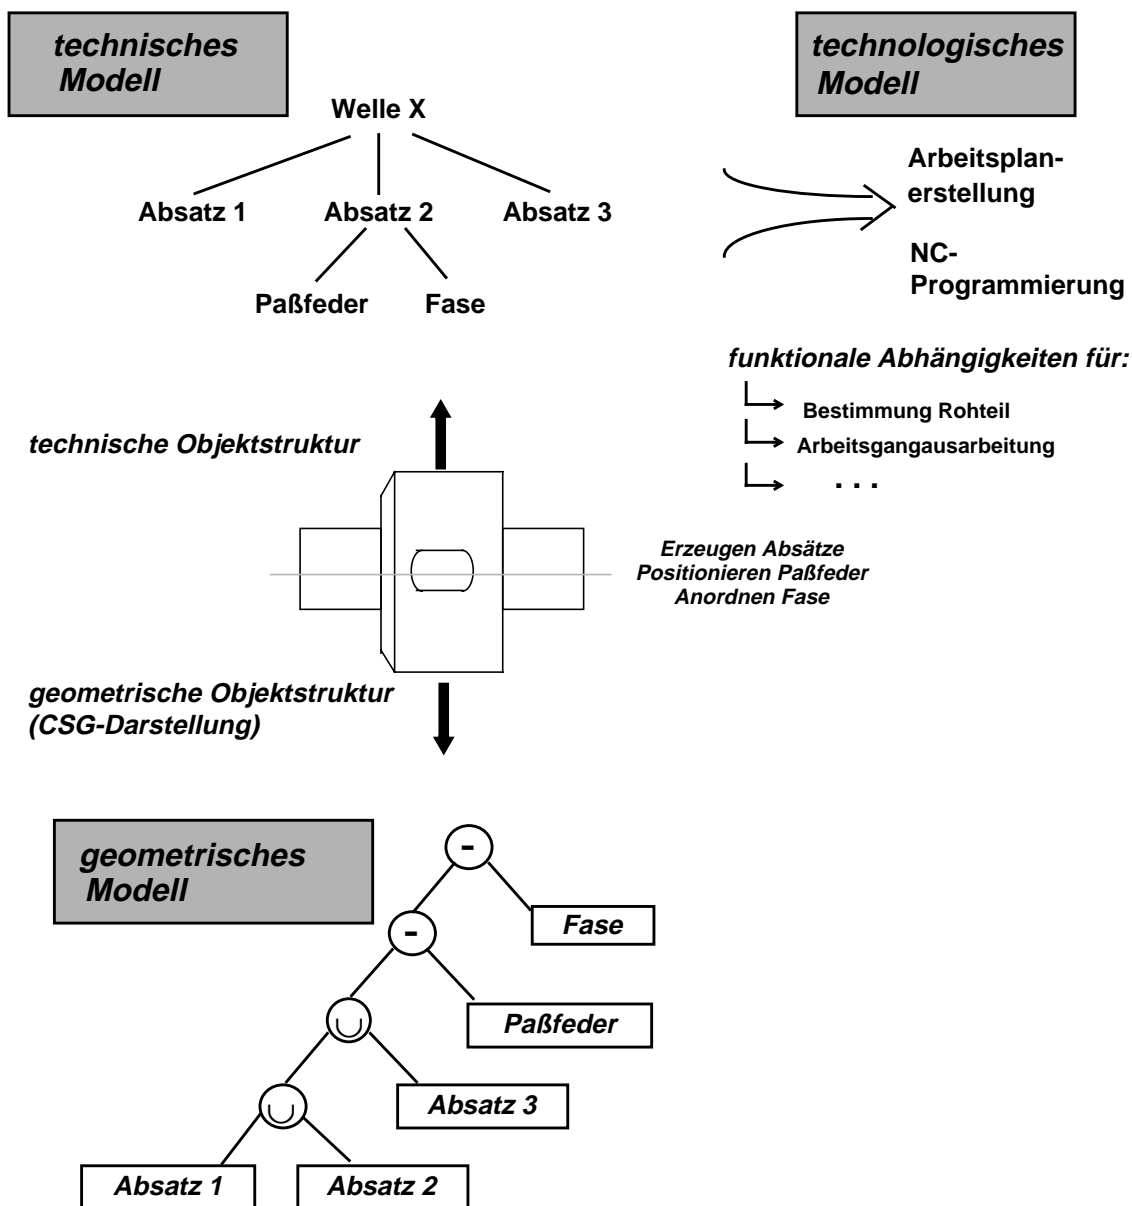 technisches
Modell
technologisches
Modell
Welle X
Absatz 1 Absatz 2 Absatz 3
Paßfeder Fase
Arbeitsplan-
erstellung
NC-
Programmierung
funktionale Abhängigkeiten für:
Bestimmung Rohteil
Arbeitsgangausarbeitung
. . .
technische Objektstruktur
Erzeugen Absätze
Positionieren Paßfeder
Anordnen Fase
geometrische Objektstruktur
(CSG-Darstellung)
geometrisches
Modell
-
Fase
-
Paßfeder
∪
Absatz 3
∪
Absatz 1 Absatz 2